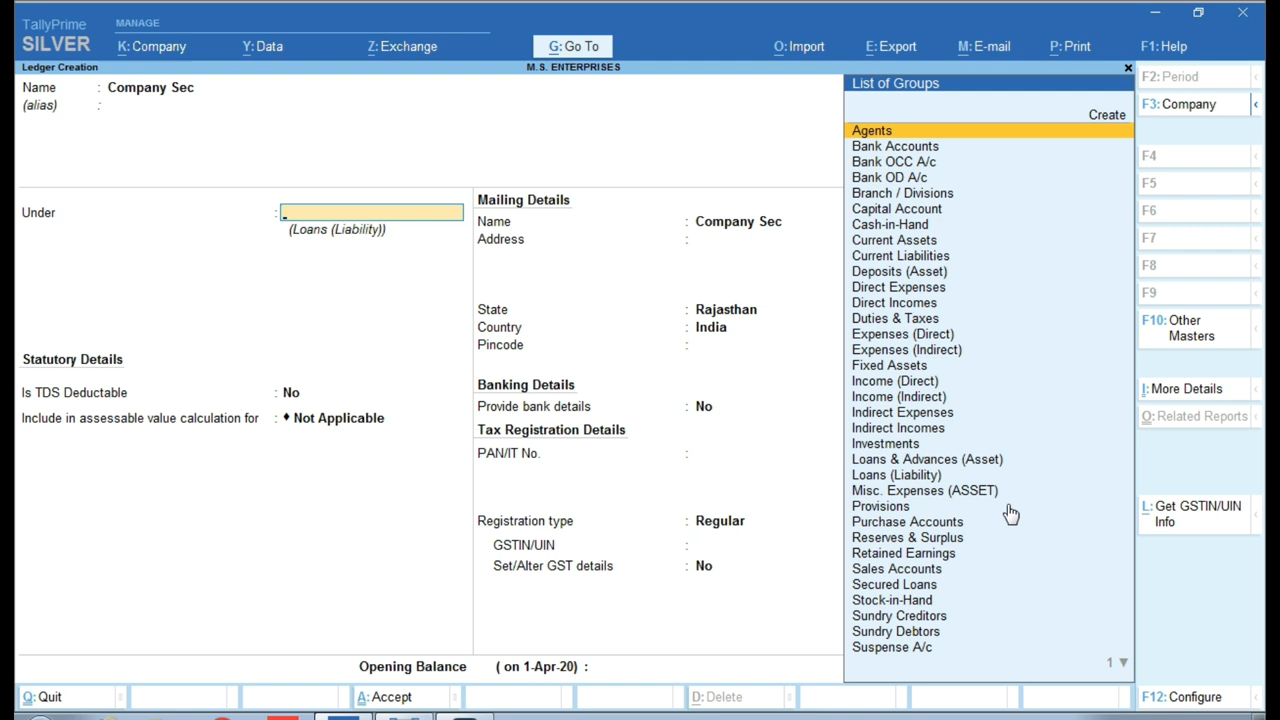 TallyPrime
MANAGE
SILVER
K: Company
Y: Data
Z: Exchange
G: Go To
O: Import
E: Export
M: E-mail
P: Print
F1: Help
Ledger Creation
M.S. ENTERPRISES
Name : Company Sec
(alias) :
Under :
(Loans (Liability))
Statutory Details
Is TDS Deductable : No
Include in assessable value calculation for : ♦ Not Applicable
Mailing Details
Name : Company Sec
Address :
State : Rajasthan
Country : India
Pincode :
Banking Details
Provide bank details : No
Tax Registration Details
PAN/IT No. :
Registration type : Regular
GSTIN/UIN :
Set/Alter GST details : No
Opening Balance ( on 1-Apr-20) :
List of Groups
Create
Agents
Bank Accounts
Bank OCC A/c
Bank OD A/c
Branch / Divisions
Capital Account
Cash-in-Hand
Current Assets
Current Liabilities
Deposits (Asset)
Direct Expenses
Direct Incomes
Duties & Taxes
Expenses (Direct)
Expenses (Indirect)
Fixed Assets
Income (Direct)
Income (Indirect)
Indirect Expenses
Indirect Incomes
Investments
Loans & Advances (Asset)
Loans (Liability)
Misc. Expenses (ASSET)
Provisions
Purchase Accounts
Reserves & Surplus
Retained Earnings
Sales Accounts
Secured Loans
Stock-in-Hand
Sundry Creditors
Sundry Debtors
Suspense A/c
1 ▼
F2: Period
F3: Company
F4
F5
F6
F7
F8
F9
F10: Other
Masters
I: More Details
O: Related Reports
L: Get GSTIN/UIN
Info
Q: Quit
A: Accept
D: Delete
F12: Configure